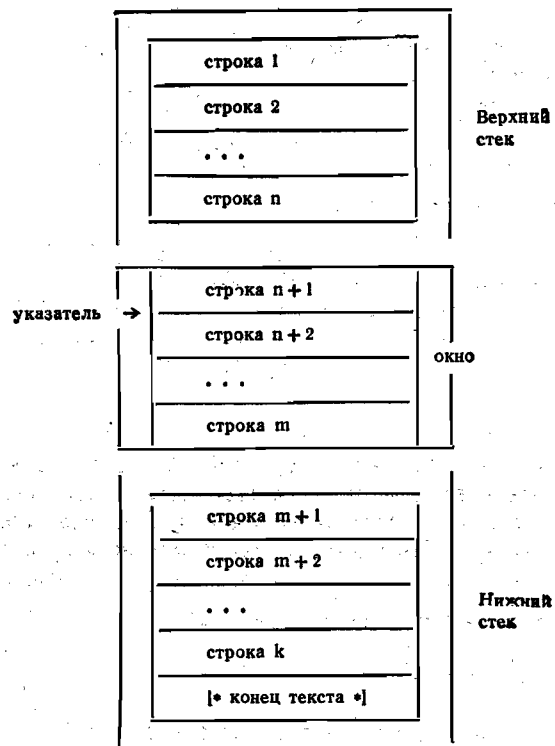 строка 1
строка 2
Верхний
стек
. . .
строка n
строка n + 1
указатель →
строка n + 2
окно
. . .
строка m
строка m + 1
строка m + 2
. . .
Нижний
стек
строка k
[* конец текста *]